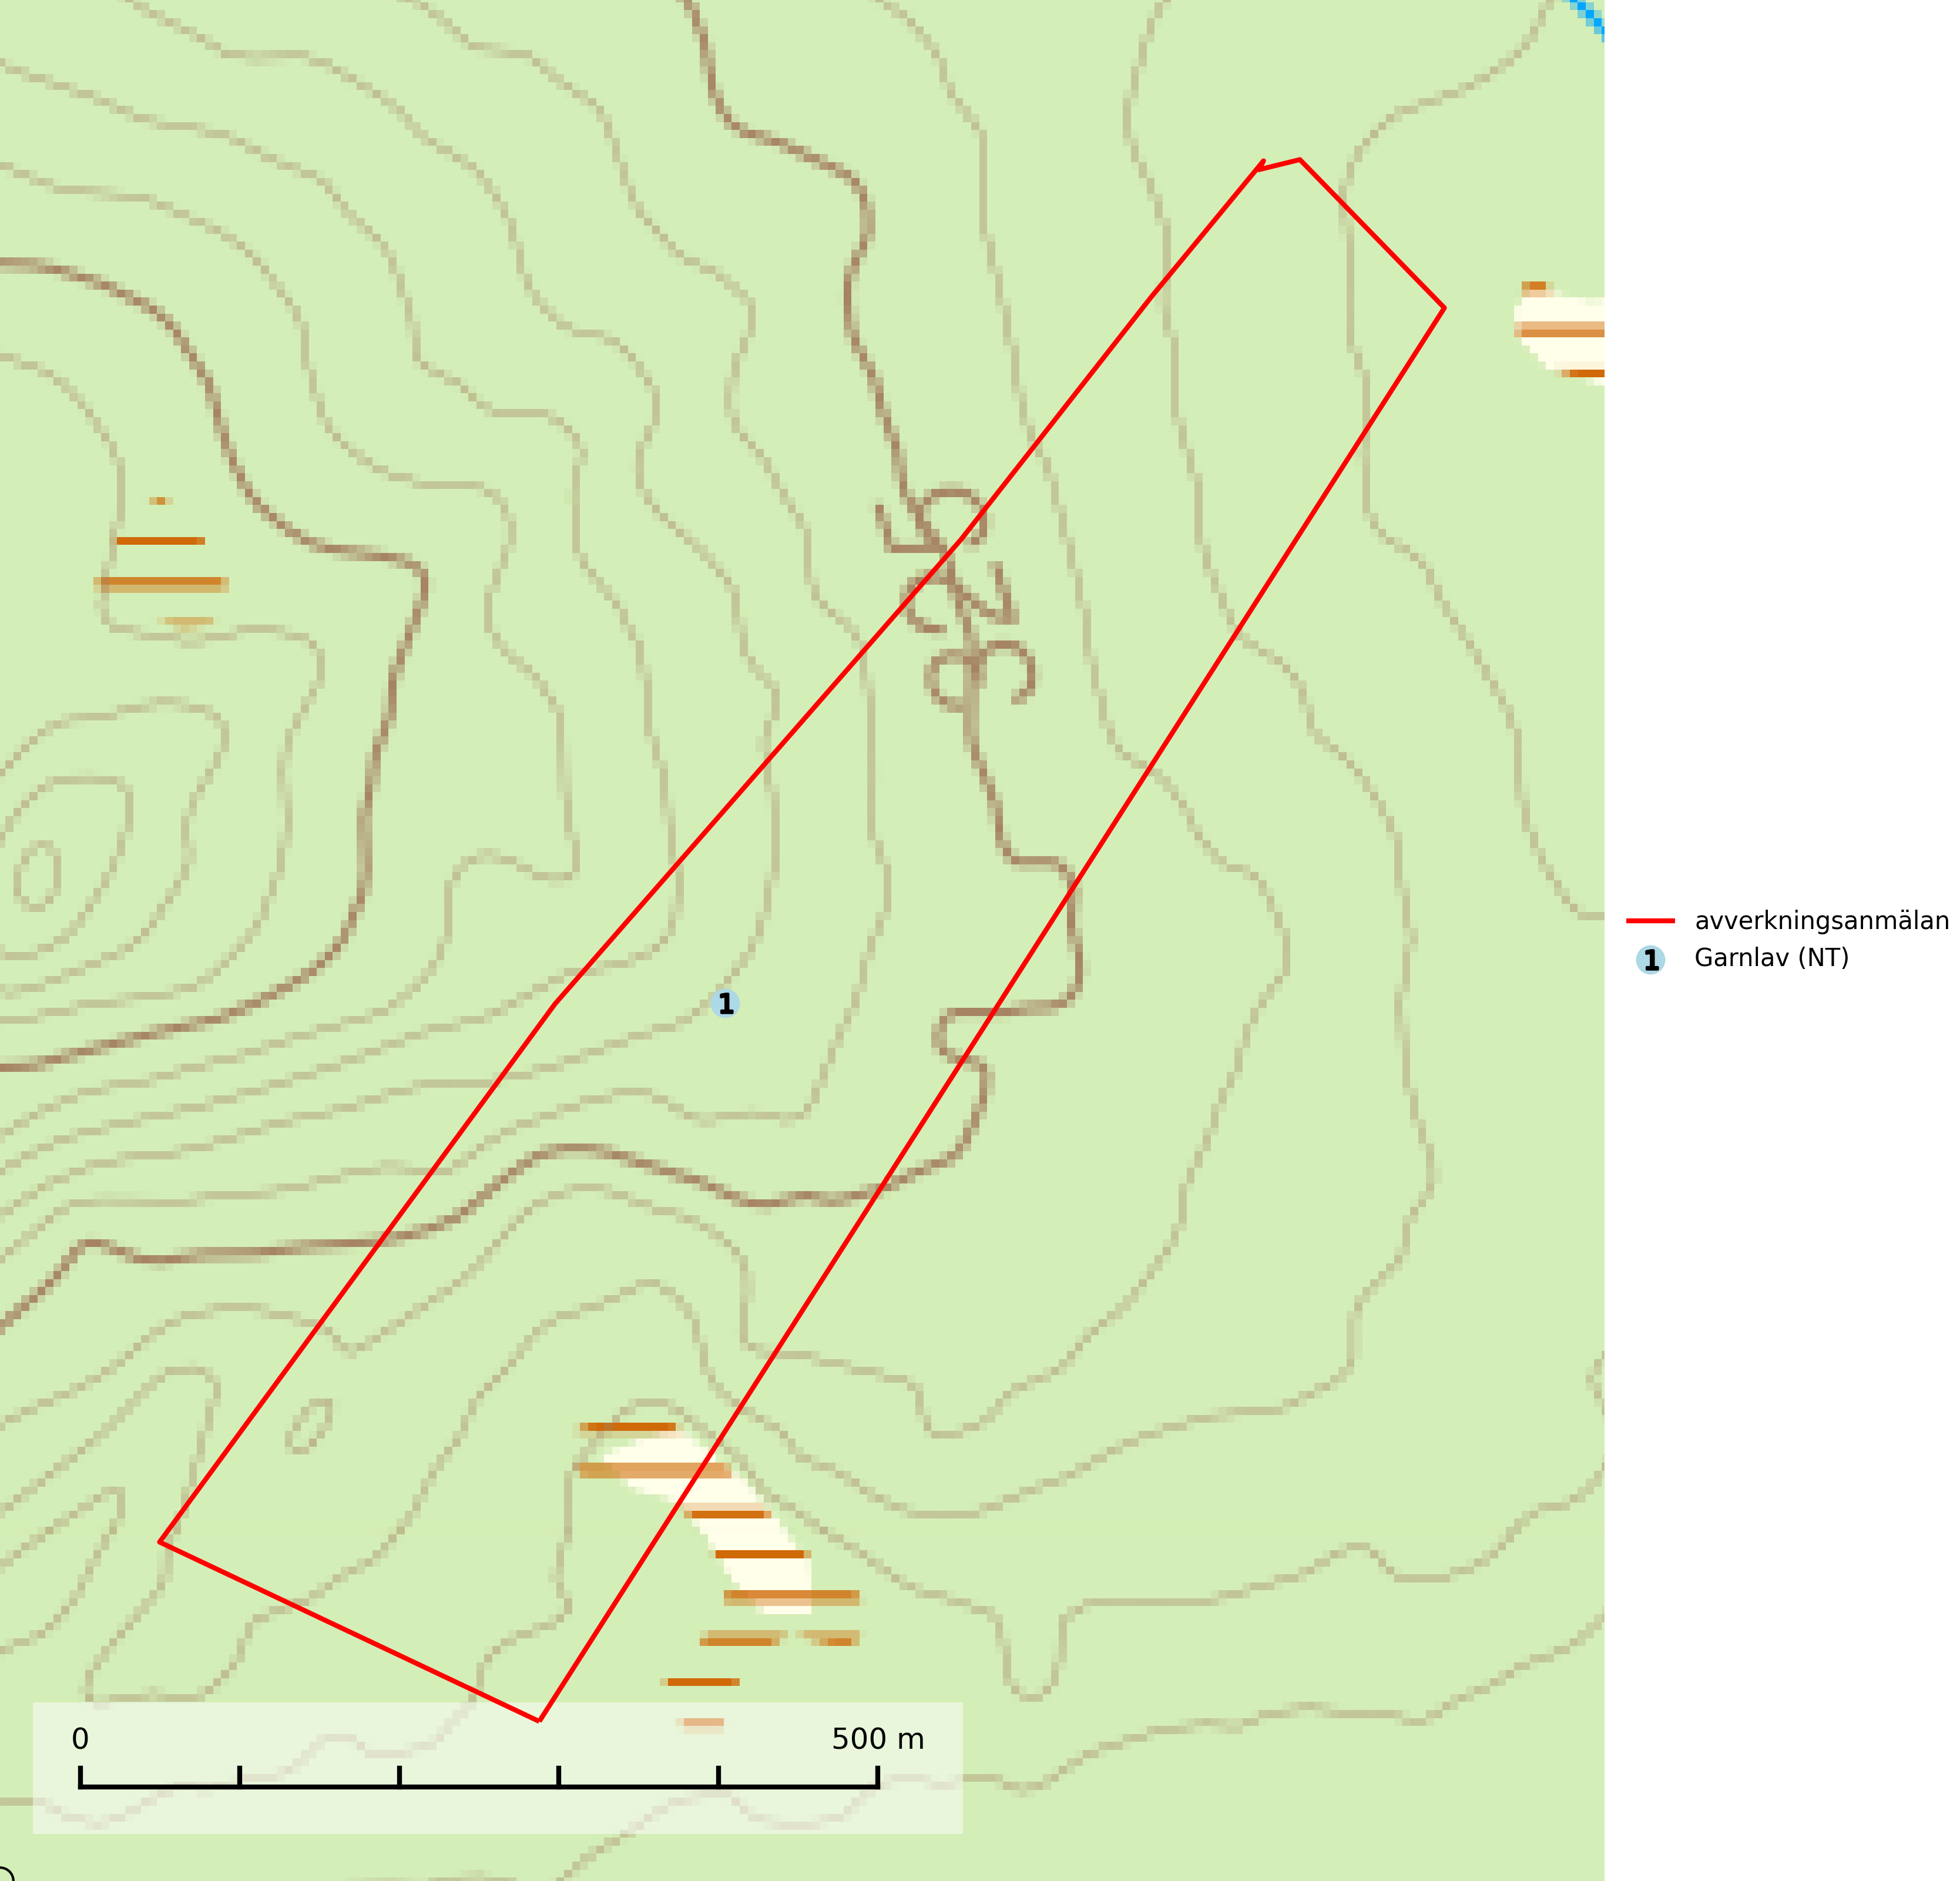 1
avverkningsanmälan
1 Garnlav (NT)
0 500 m